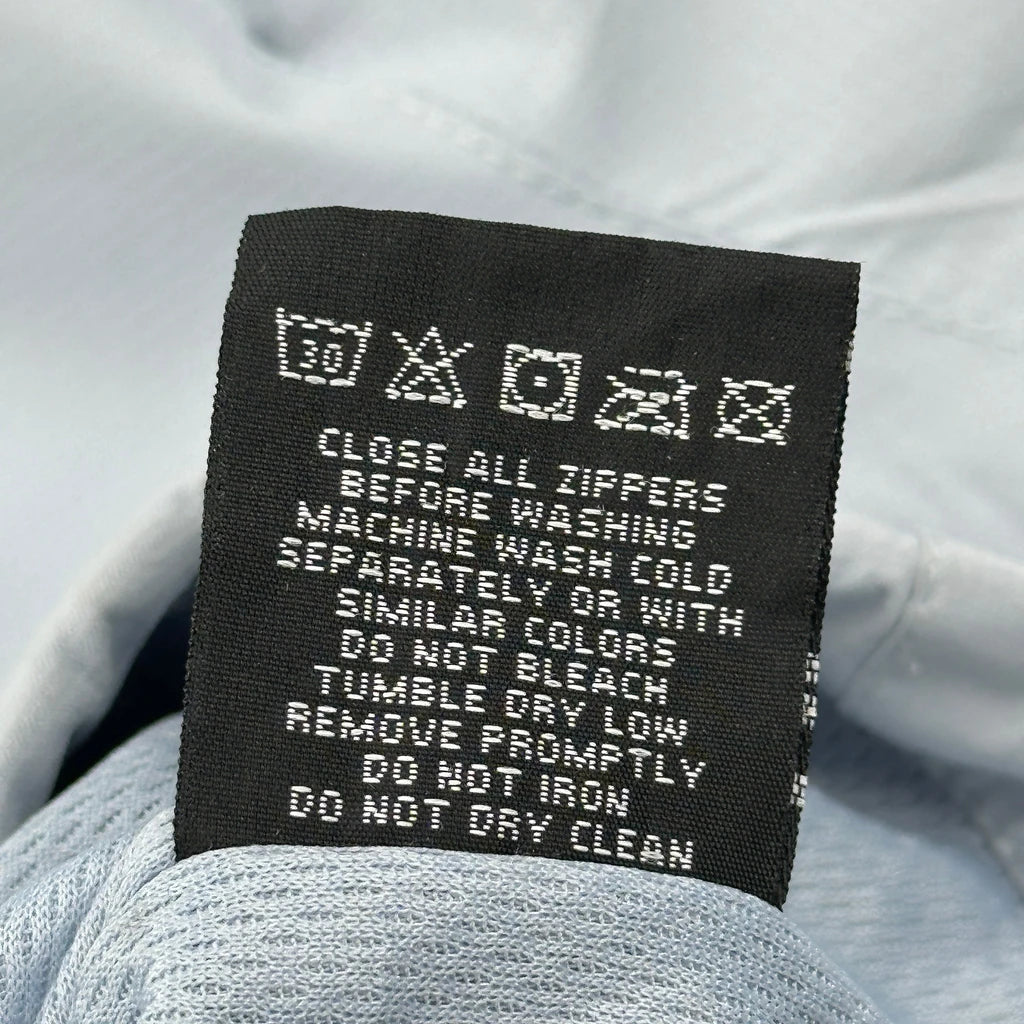 30
CLOSE ALL ZIPPERS
BEFORE WASHING
MACHINE WASH COLD
SEPARATELY OR WITH
SIMILAR COLORS
DO NOT BLEACH
TUMBLE DRY LOW
REMOVE PROMPTLY
DO NOT IRON
DO NOT DRY CLEAN